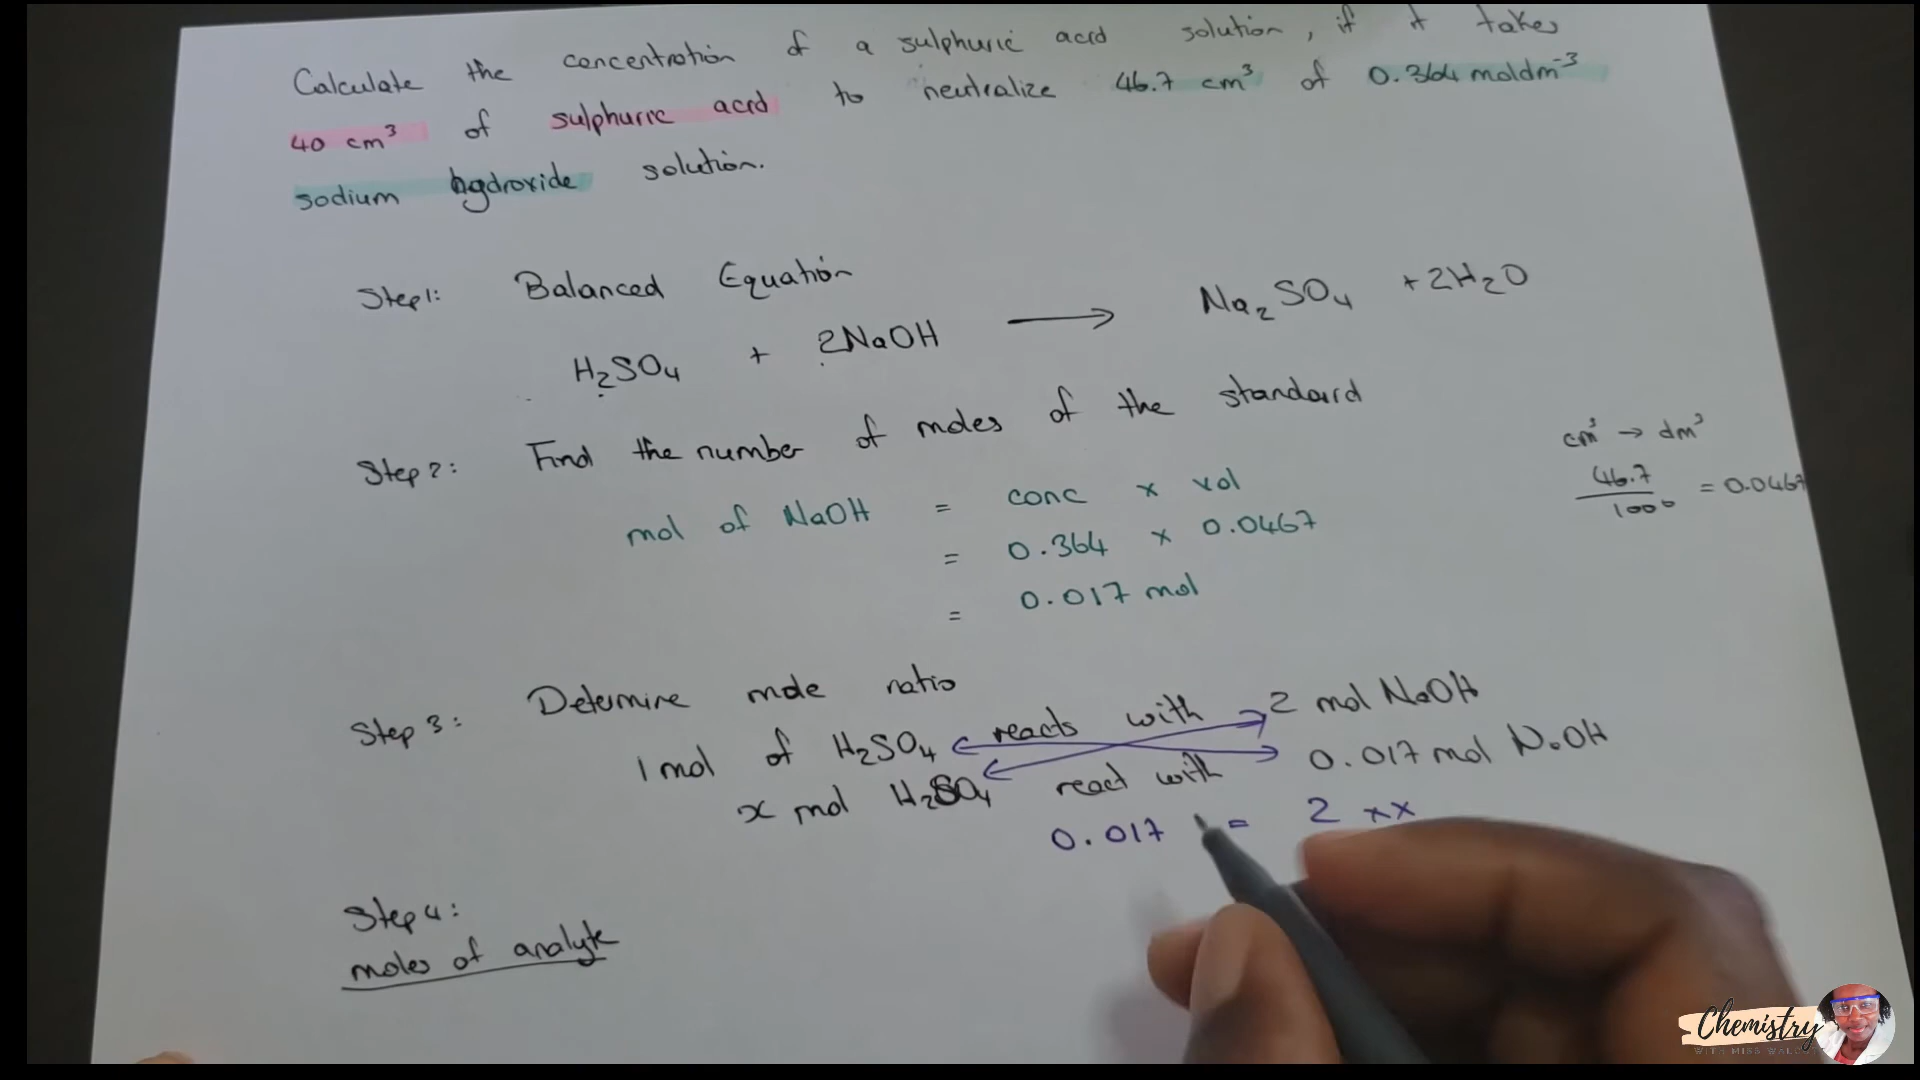 Calculate the concentration of a sulphuric acid solution, if it takes
40 cm³ of sulphuric acid to neutralize 46.7 cm³ of 0.364 moldm⁻³
sodium hydroxide solution.
Step1: Balanced Equation
H₂SO₄ + 2NaOH → Na₂SO₄ + 2H₂O
Step 2: Find the number of moles of the standard
mol of NaOH = conc x vol
= 0.364 x 0.0467
= 0.017 mol
cm³ → dm³
46.7
= 0.0467
1000
Step 3: Determine mole ratio
1 mol of H₂SO₄ reacts with 2 mol NaOH
x mol H₂SO₄ react with 0.017 mol NaOH
0.017 = 2 x x
Step 4:
moles of analyte
Chemistry